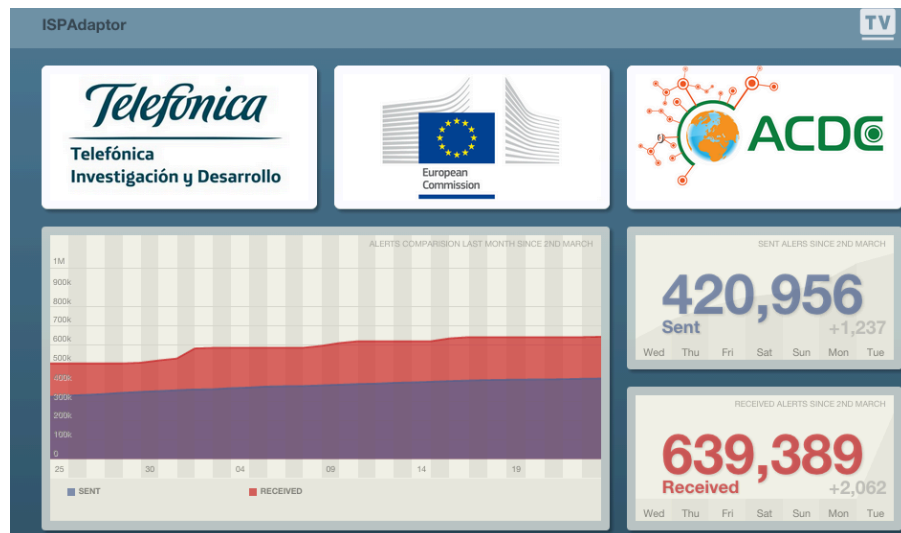 ISPAdaptor
TV
Telefónica
Telefónica
Investigación y Desarrollo
European
Commission
ACDC
ALERTS COMPARISION LAST MONTH SINCE 2ND MARCH
1M
900k
800k
700k
600k
500k
400k
300k
200k
100k
0
25 30 04 09 14 19
SENT RECEIVED
SENT ALERS SINCE 2ND MARCH
420,956
Sent +1,237
Wed Thu Fri Sat Sun Mon Tue
RECEIVED ALERTS SINCE 2ND MARCH
639,389
Received +2,062
Wed Thu Fri Sat Sun Mon Tue